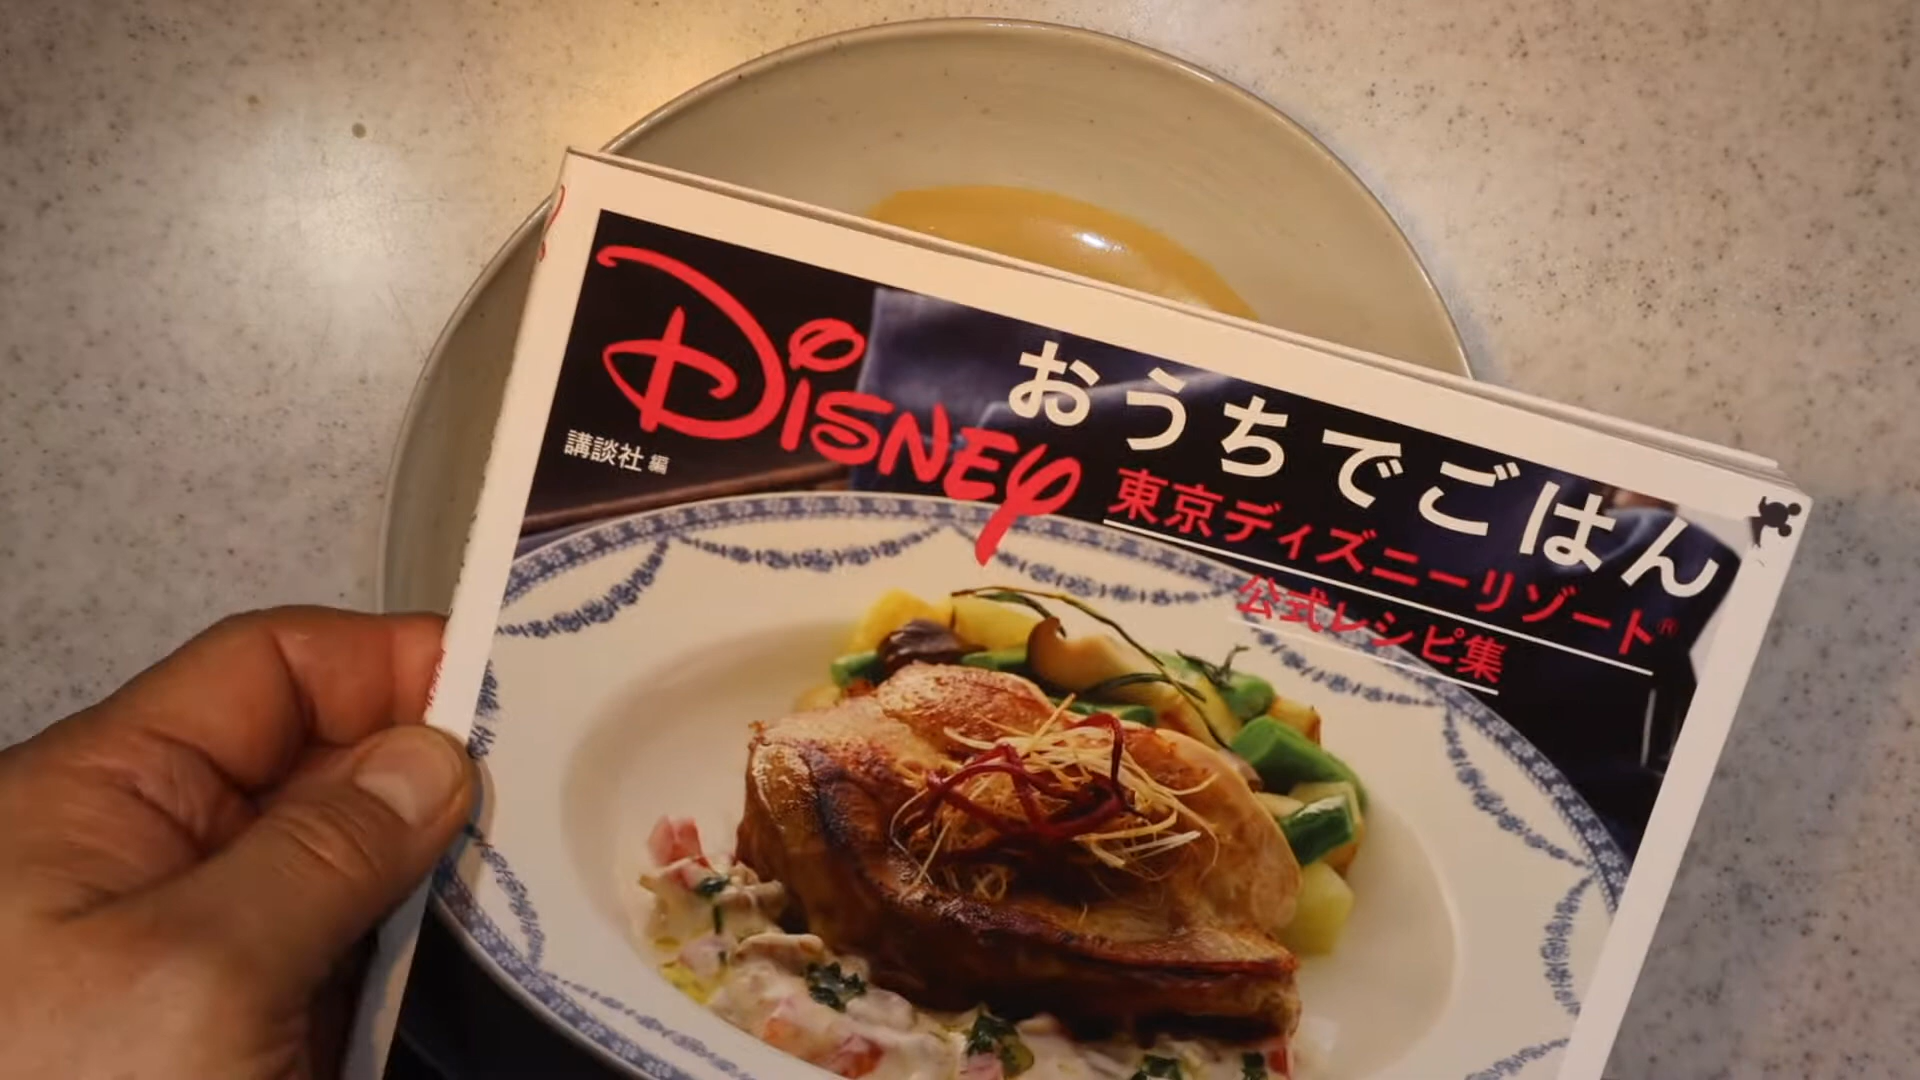 Disney
おうちでごはん
東京ディズニーリゾート®
公式レシピ集
講談社 編